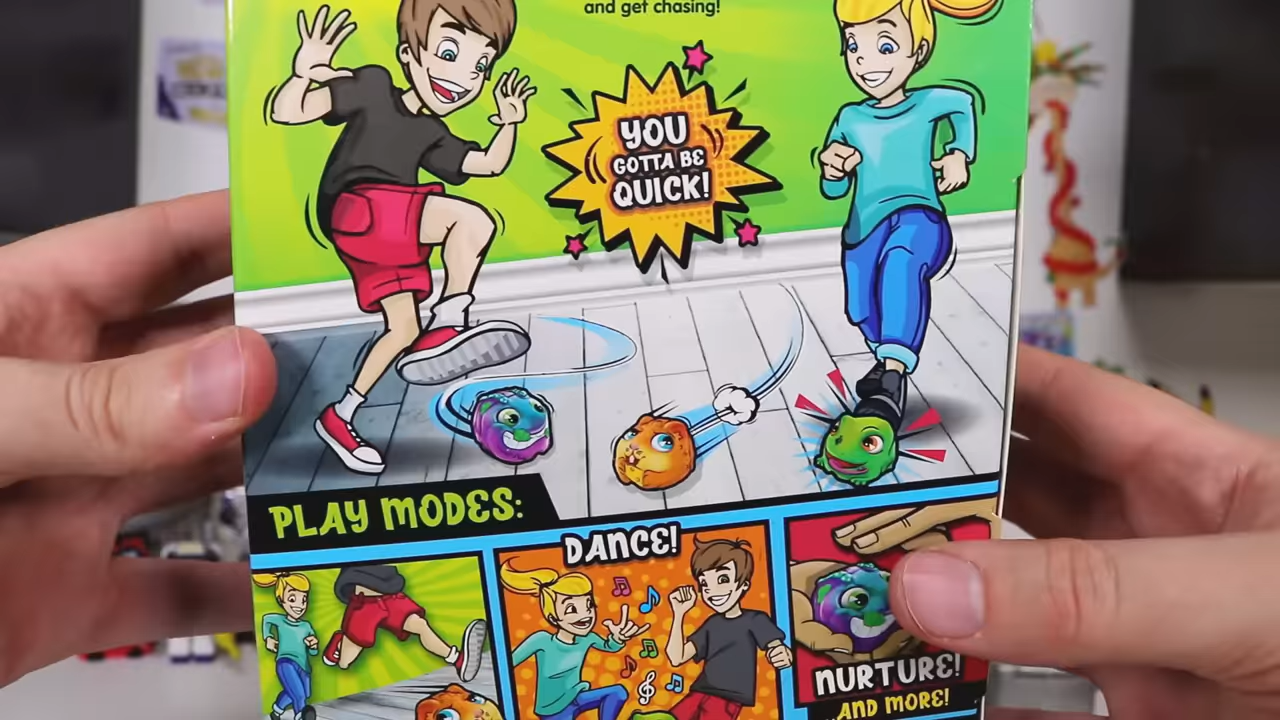 and get chasing!
YOU
GOTTA BE
QUICK!
PLAY MODES:
DANCE!
NURTURE!
...AND MORE!